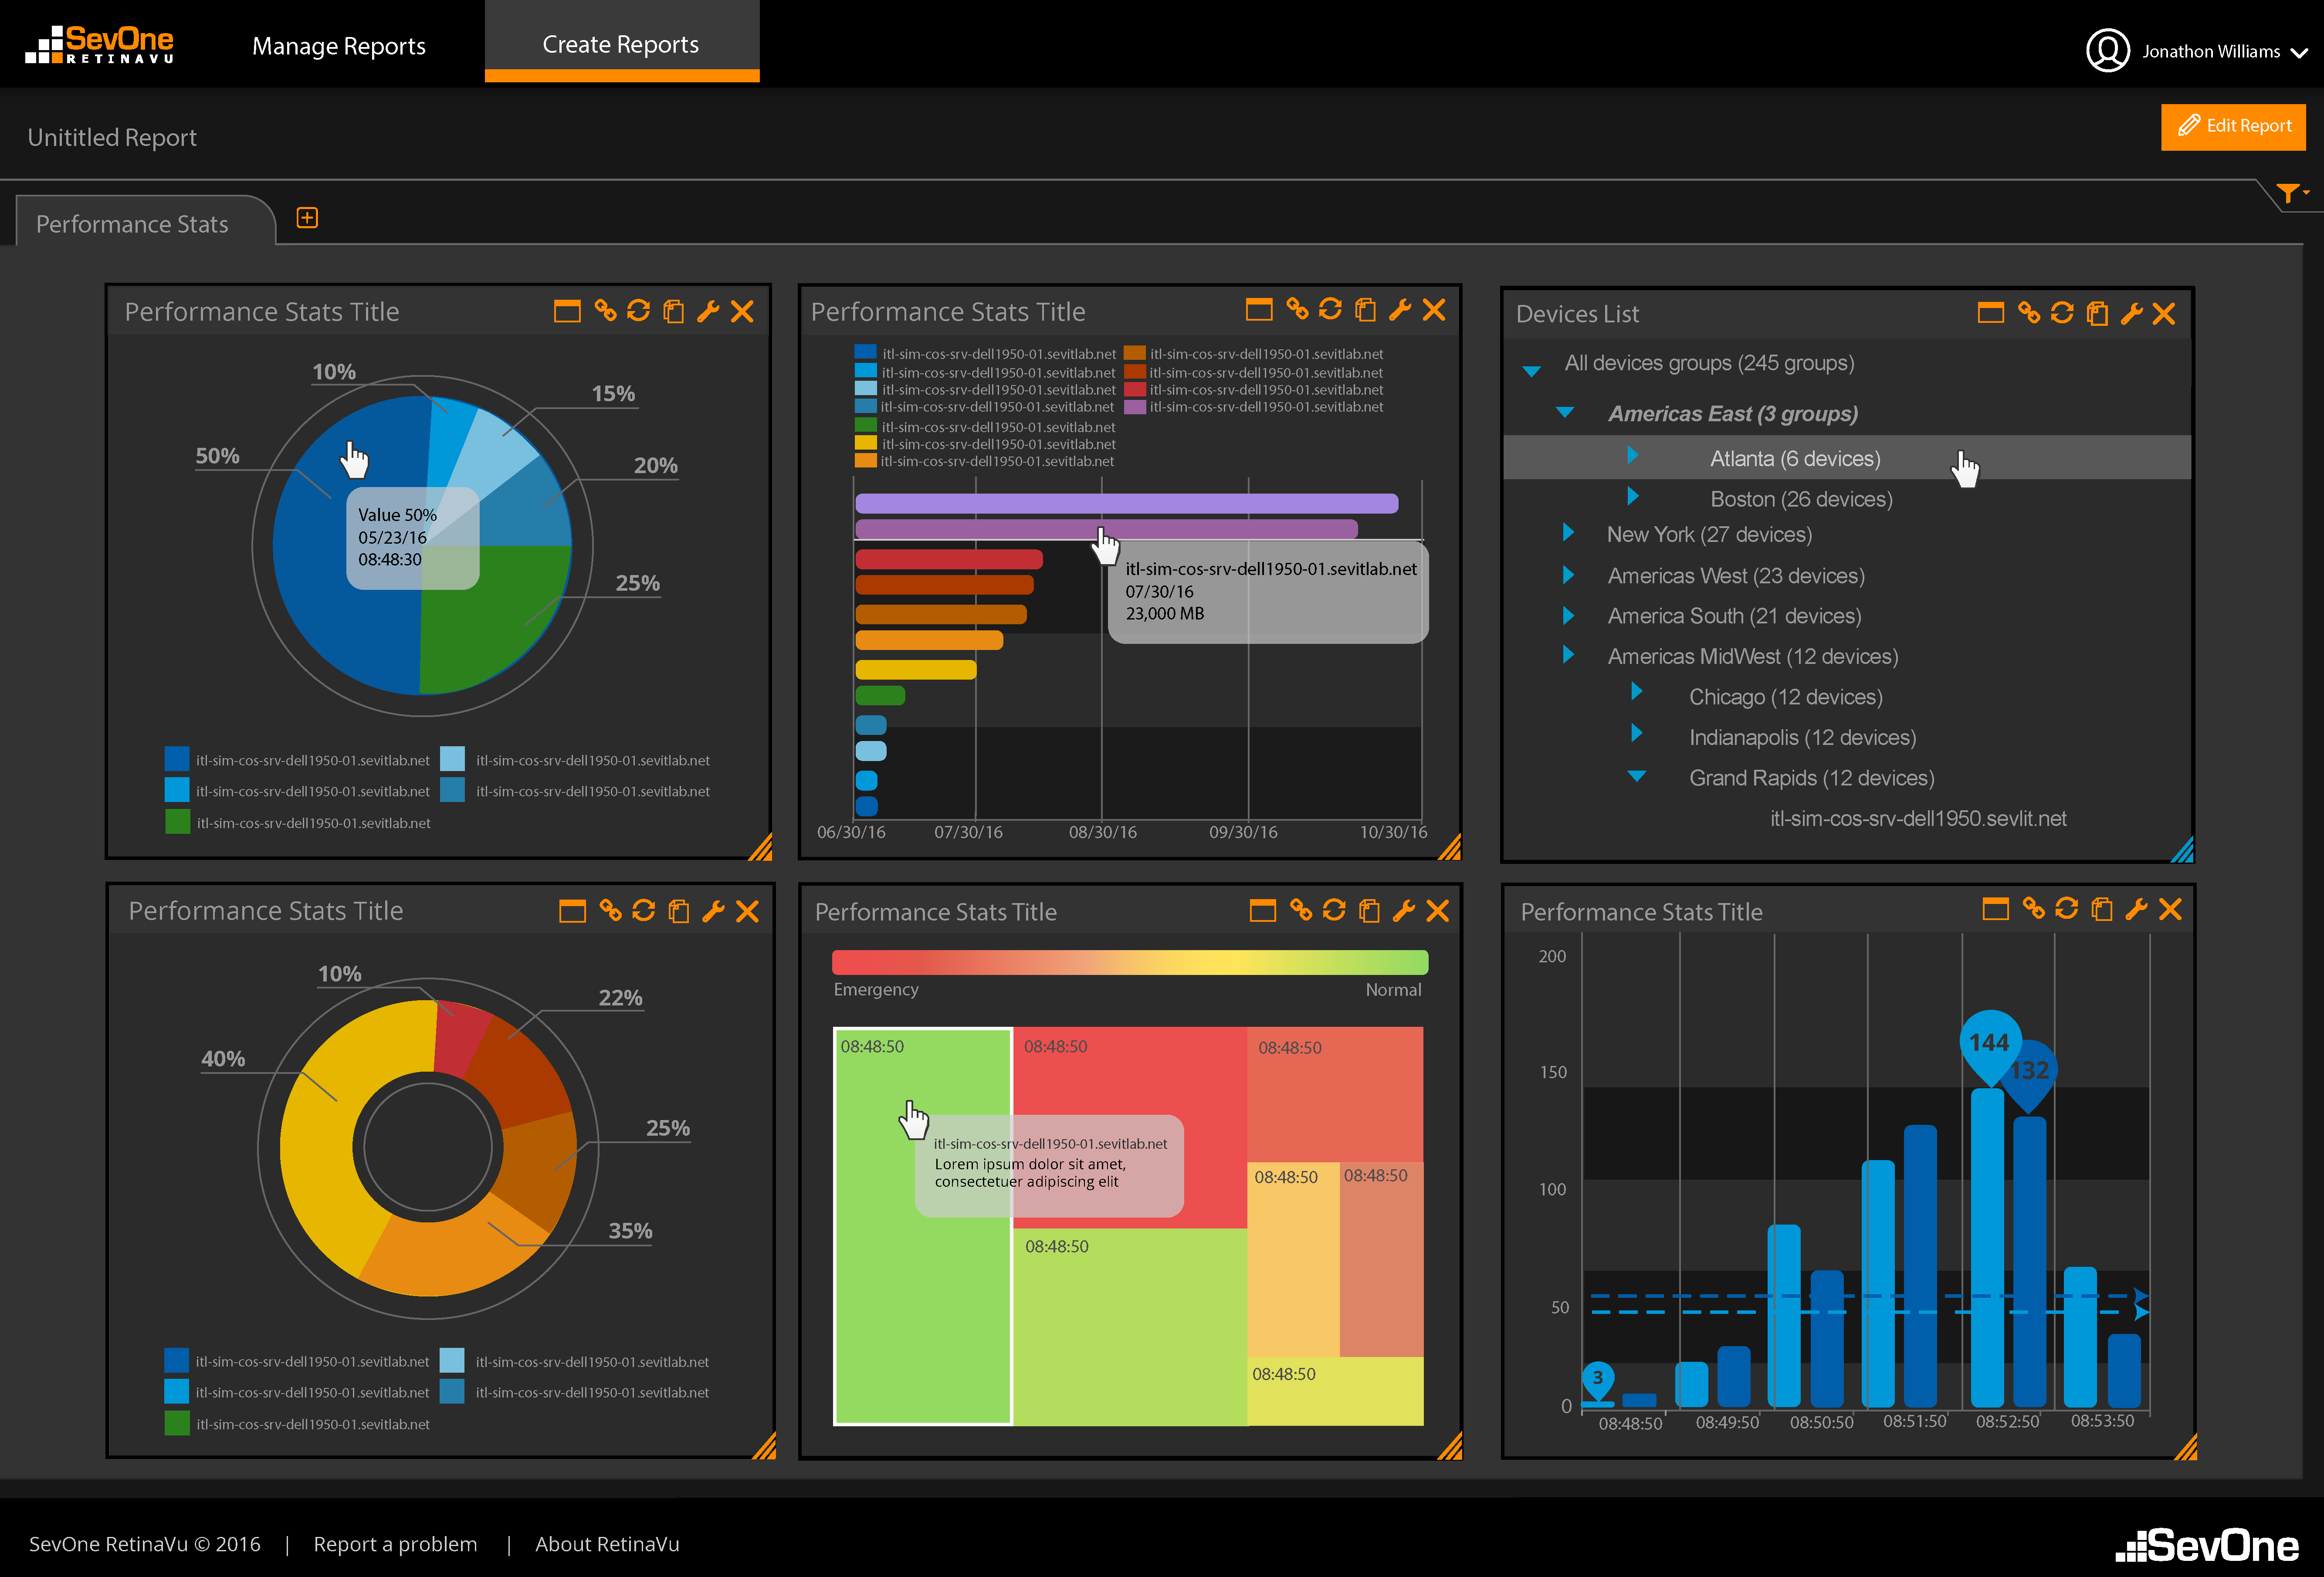 SevOne
RETINAVU
Manage Reports
Create Reports
Jonathon Williams
Unititled Report
Edit Report
Performance Stats
Performance Stats Title
10%
15%
50%
20%
25%
Value 50%
05/23/16
08:48:30
itl-sim-cos-srv-dell1950-01.sevitlab.net itl-sim-cos-srv-dell1950-01.sevitlab.net
itl-sim-cos-srv-dell1950-01.sevitlab.net itl-sim-cos-srv-dell1950-01.sevitlab.net
itl-sim-cos-srv-dell1950-01.sevitlab.net
Performance Stats Title
itl-sim-cos-srv-dell1950-01.sevitlab.net itl-sim-cos-srv-dell1950-01.sevitlab.net
itl-sim-cos-srv-dell1950-01.sevitlab.net itl-sim-cos-srv-dell1950-01.sevitlab.net
itl-sim-cos-srv-dell1950-01.sevitlab.net itl-sim-cos-srv-dell1950-01.sevitlab.net
itl-sim-cos-srv-dell1950-01.sevitlab.net itl-sim-cos-srv-dell1950-01.sevitlab.net
itl-sim-cos-srv-dell1950-01.sevitlab.net
itl-sim-cos-srv-dell1950-01.sevitlab.net
itl-sim-cos-srv-dell1950-01.sevitlab.net
itl-sim-cos-srv-dell1950-01.sevitlab.net
07/30/16
23,000 MB
06/30/16 07/30/16 08/30/16 09/30/16 10/30/16
Devices List
All devices groups (245 groups)
Americas East (3 groups)
Atlanta (6 devices)
Boston (26 devices)
New York (27 devices)
Americas West (23 devices)
America South (21 devices)
Americas MidWest (12 devices)
Chicago (12 devices)
Indianapolis (12 devices)
Grand Rapids (12 devices)
itl-sim-cos-srv-dell1950.sevlit.net
Performance Stats Title
10%
22%
40%
25%
35%
itl-sim-cos-srv-dell1950-01.sevitlab.net itl-sim-cos-srv-dell1950-01.sevitlab.net
itl-sim-cos-srv-dell1950-01.sevitlab.net itl-sim-cos-srv-dell1950-01.sevitlab.net
itl-sim-cos-srv-dell1950-01.sevitlab.net
Performance Stats Title
Emergency Normal
08:48:50 08:48:50 08:48:50
itl-sim-cos-srv-dell1950-01.sevitlab.net
Lorem ipsum dolor sit amet,
consectetuer adipiscing elit
08:48:50 08:48:50
08:48:50
08:48:50
Performance Stats Title
200
144
132
150
100
50
3
0
08:48:50 08:49:50 08:50:50 08:51:50 08:52:50 08:53:50
SevOne RetinaVu © 2016 | Report a problem | About RetinaVu
SevOne